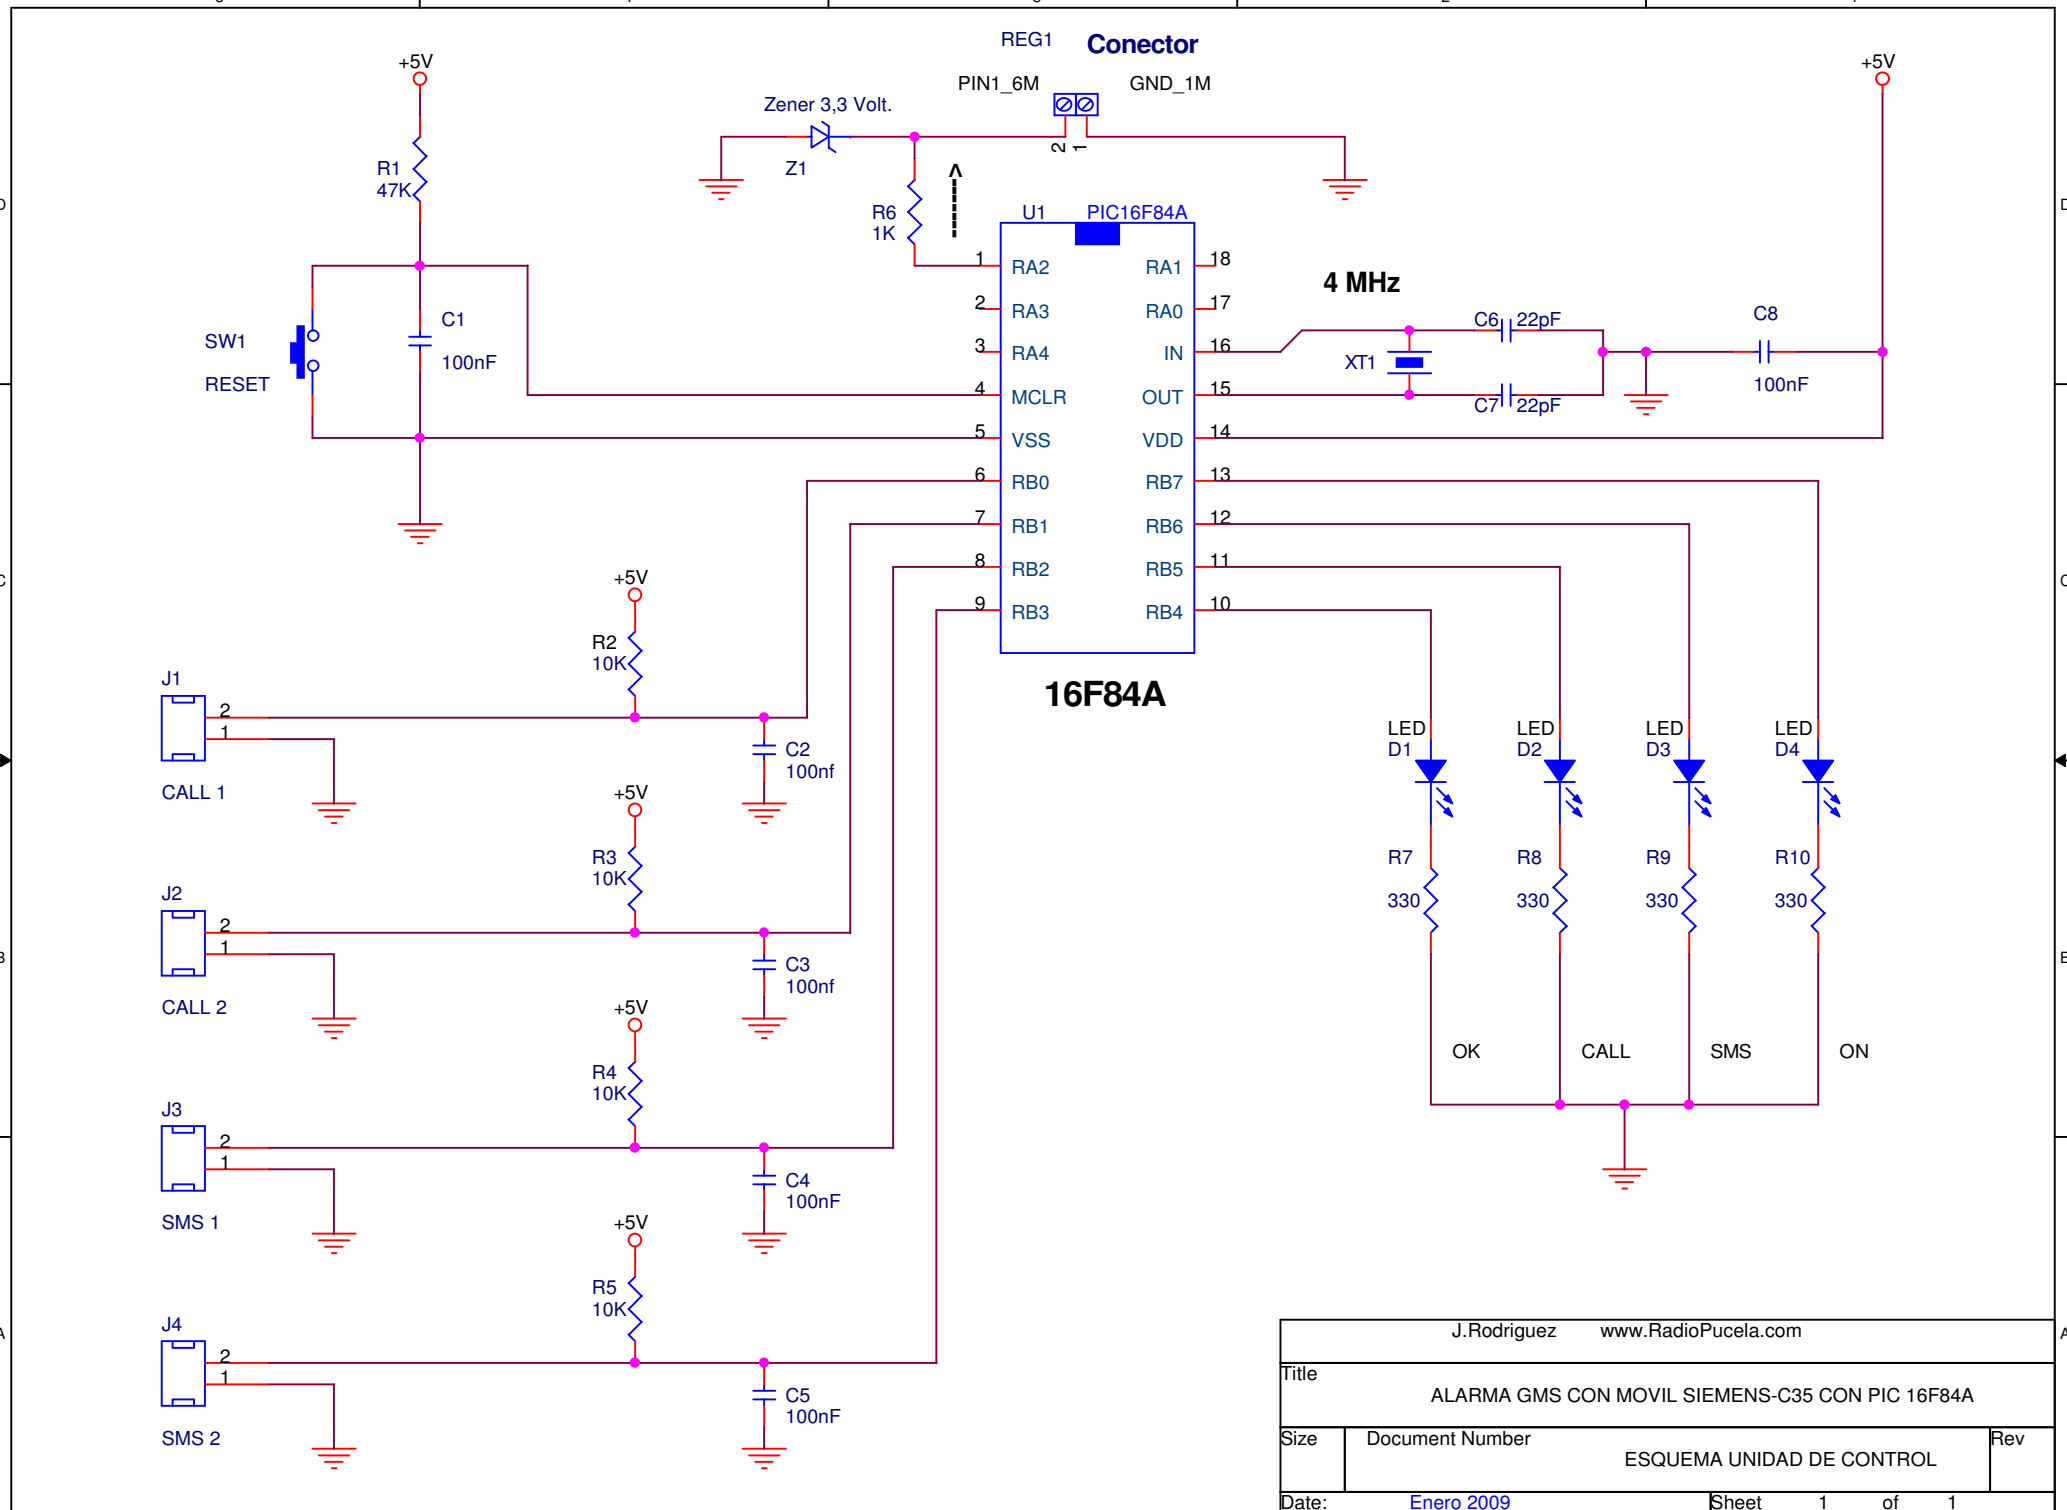 REG1 Conector
+5V
+5V
PIN1_6M GND_1M
Zener 3,3 Volt.
2 1
Z1
R1
47K
R6
1K
---->
U1 PIC16F84A
1 RA2 RA1 18
2 RA3 RA0 17
3 RA4 IN 16
4 MCLR OUT 15
5 VSS VDD 14
6 RB0 RB7 13
7 RB1 RB6 12
8 RB2 RB5 11
9 RB3 RB4 10
16F84A
4 MHz
C6 22pF
XT1
C7 22pF
C8
100nF
SW1
RESET
C1
100nF
+5V
R2
10K
J1
2
1
CALL 1
C2
100nf
+5V
R3
10K
J2
2
1
CALL 2
C3
100nf
+5V
R4
10K
J3
2
1
SMS 1
C4
100nF
+5V
R5
10K
J4
2
1
SMS 2
C5
100nF
LED LED LED LED
D1 D2 D3 D4
R7 R8 R9 R10
330 330 330 330
OK CALL SMS ON
D D
C C
B B
A A
J.Rodriguez www.RadioPucela.com
Title
ALARMA GMS CON MOVIL SIEMENS-C35 CON PIC 16F84A
Size Document Number Rev
ESQUEMA UNIDAD DE CONTROL
Date: Enero 2009 Sheet 1 of 1